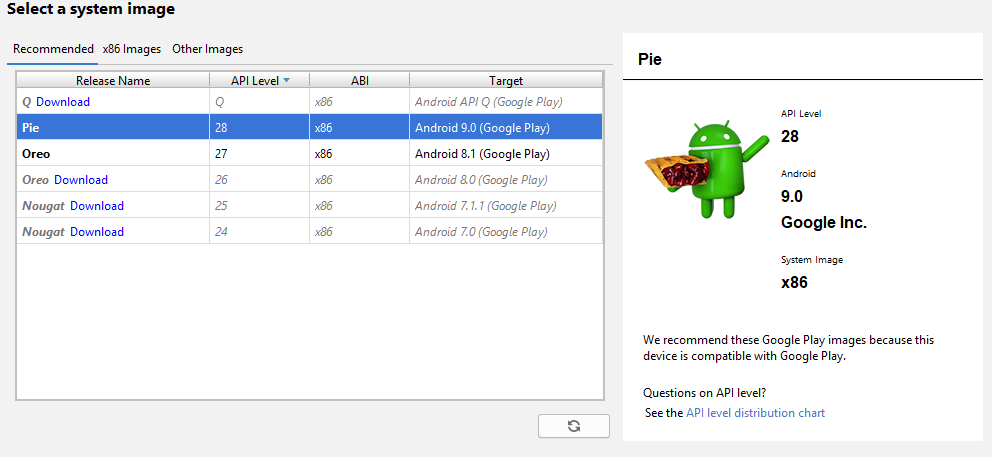 Select a system image
Recommended x86 Images Other Images
Release Name API Level ABI Target
Q Download Q x86 Android API Q (Google Play)
Pie 28 x86 Android 9.0 (Google Play)
Oreo 27 x86 Android 8.1 (Google Play)
Oreo Download 26 x86 Android 8.0 (Google Play)
Nougat Download 25 x86 Android 7.1.1 (Google Play)
Nougat Download 24 x86 Android 7.0 (Google Play)
Pie
API Level
28
Android
9.0
Google Inc.
System Image
x86
We recommend these Google Play images because this
device is compatible with Google Play.
Questions on API level?
See the API level distribution chart